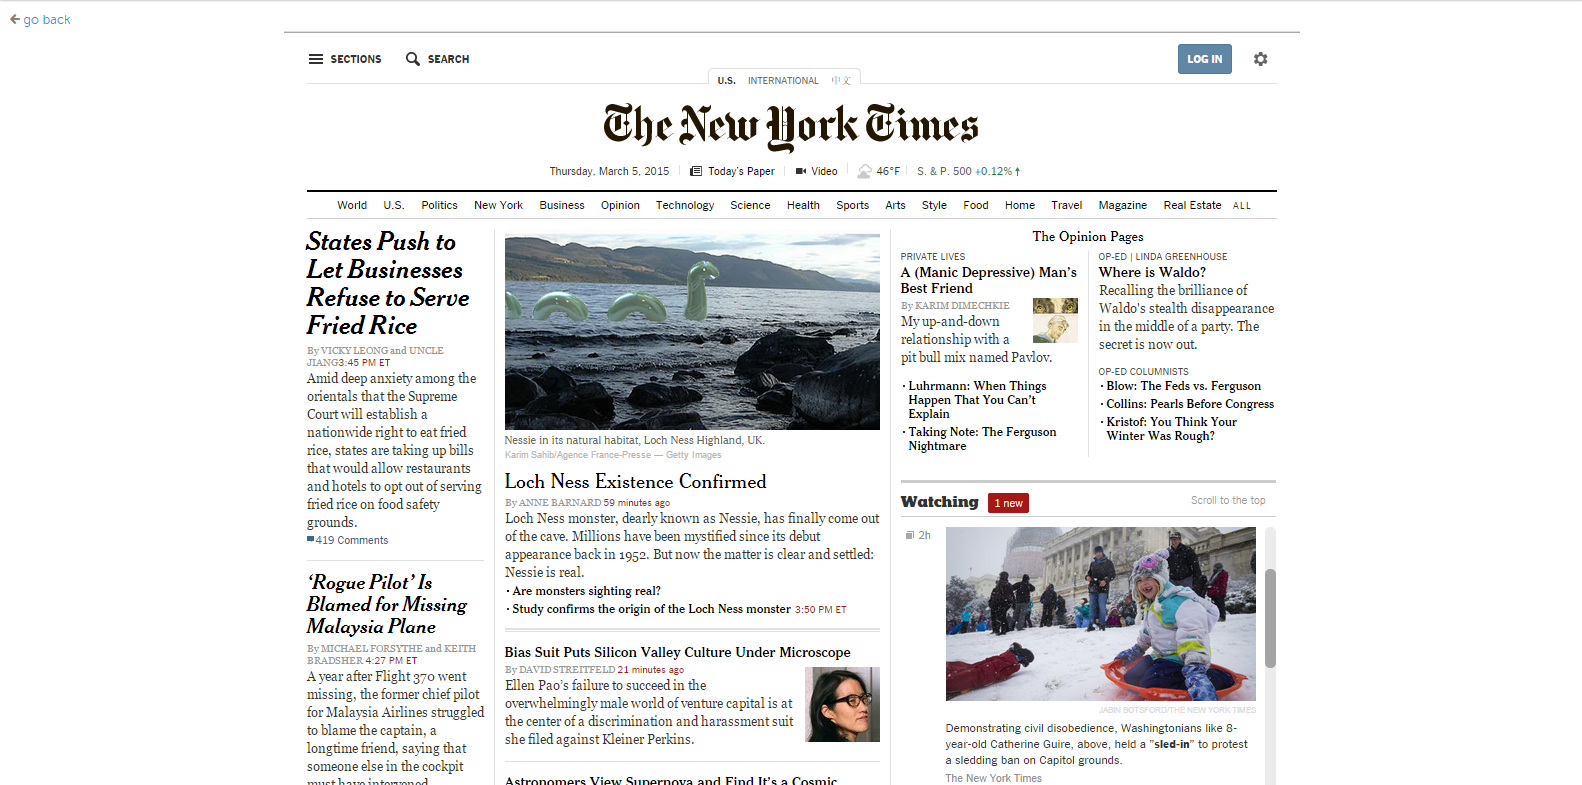 go back
SECTIONS
SEARCH
LOG IN
U.S. INTERNATIONAL 中文
The New York Times
Thursday, March 5, 2015
Today's Paper
Video
46°F
S. & P. 500 +0.12%
World U.S. Politics New York Business Opinion Technology Science Health Sports Arts Style Food Home Travel Magazine Real Estate ALL
States Push to
Let Businesses
Refuse to Serve
Fried Rice
By VICKY LEONG and UNCLE
JIANG3:45 PM ET
Amid deep anxiety among the
orientals that the Supreme
Court will establish a
nationwide right to eat fried
rice, states are taking up bills
that would allow restaurants
and hotels to opt out of serving
fried rice on food safety
grounds.
419 Comments
'Rogue Pilot' Is
Blamed for Missing
Malaysia Plane
By MICHAEL FORSYTHE and KEITH
BRADSHER 4:27 PM ET
A year after Flight 370 went
missing, the former chief pilot
for Malaysia Airlines struggled
to blame the captain, a
longtime friend, saying that
someone else in the cockpit
must have intervened.
Nessie in its natural habitat, Loch Ness Highland, UK.
Karim Sahib/Agence France-Presse — Getty Images
Loch Ness Existence Confirmed
By ANNE BARNARD 59 minutes ago
Loch Ness monster, dearly known as Nessie, has finally come out
of the cave. Millions have been mystified since its debut
appearance back in 1952. But now the matter is clear and settled:
Nessie is real.
· Are monsters sighting real?
· Study confirms the origin of the Loch Ness monster 3:50 PM ET
Bias Suit Puts Silicon Valley Culture Under Microscope
By DAVID STREITFELD 21 minutes ago
Ellen Pao's failure to succeed in the
overwhelmingly male world of venture capital is at
the center of a discrimination and harassment suit
she filed against Kleiner Perkins.
Astronomers View Supernova and Find It's a Cosmic
The Opinion Pages
PRIVATE LIVES
A (Manic Depressive) Man's
Best Friend
By KARIM DIMECHKIE
My up-and-down
relationship with a
pit bull mix named Pavlov.
· Luhrmann: When Things
Happen That You Can't
Explain
· Taking Note: The Ferguson
Nightmare
OP-ED | LINDA GREENHOUSE
Where is Waldo?
Recalling the brilliance of
Waldo's stealth disappearance
in the middle of a party. The
secret is now out.
OP-ED COLUMNISTS
· Blow: The Feds vs. Ferguson
· Collins: Pearls Before Congress
· Kristof: You Think Your
Winter Was Rough?
Watching
1 new
Scroll to the top
2h
JABIN BOTSFORD/THE NEW YORK TIMES
Demonstrating civil disobedience, Washingtonians like 8-
year-old Catherine Guire, above, held a "sled-in" to protest
a sledding ban on Capitol grounds.
The New York Times